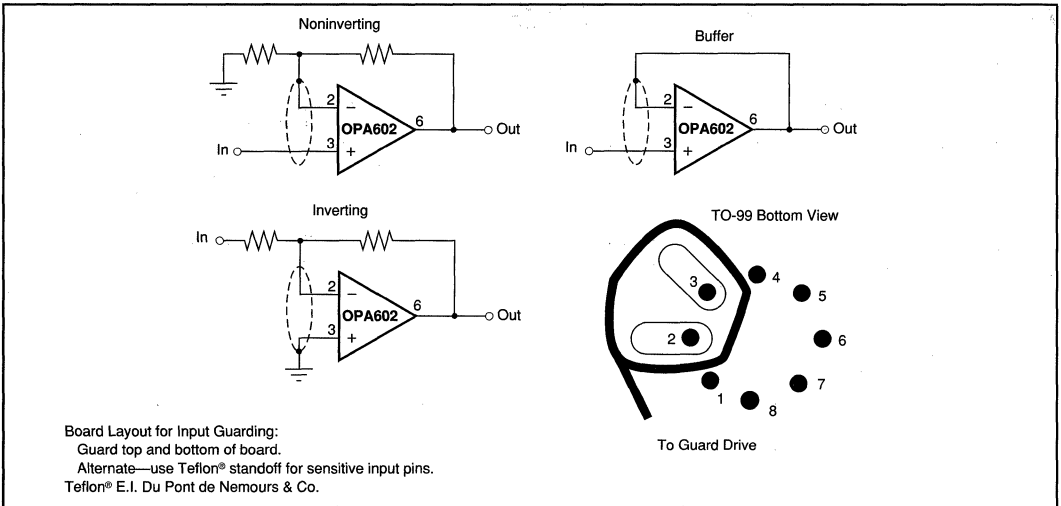 Noninverting
2
−
OPA602
6
Out
In
3
+
Buffer
2
−
OPA602
6
Out
In
3
+
Inverting
In
2
−
OPA602
6
Out
3
+
TO-99 Bottom View
3
4
5
2
6
1
7
8
To Guard Drive
Board Layout for Input Guarding:
Guard top and bottom of board.
Alternate—use Teflon® standoff for sensitive input pins.
Teflon® E.I. Du Pont de Nemours & Co.